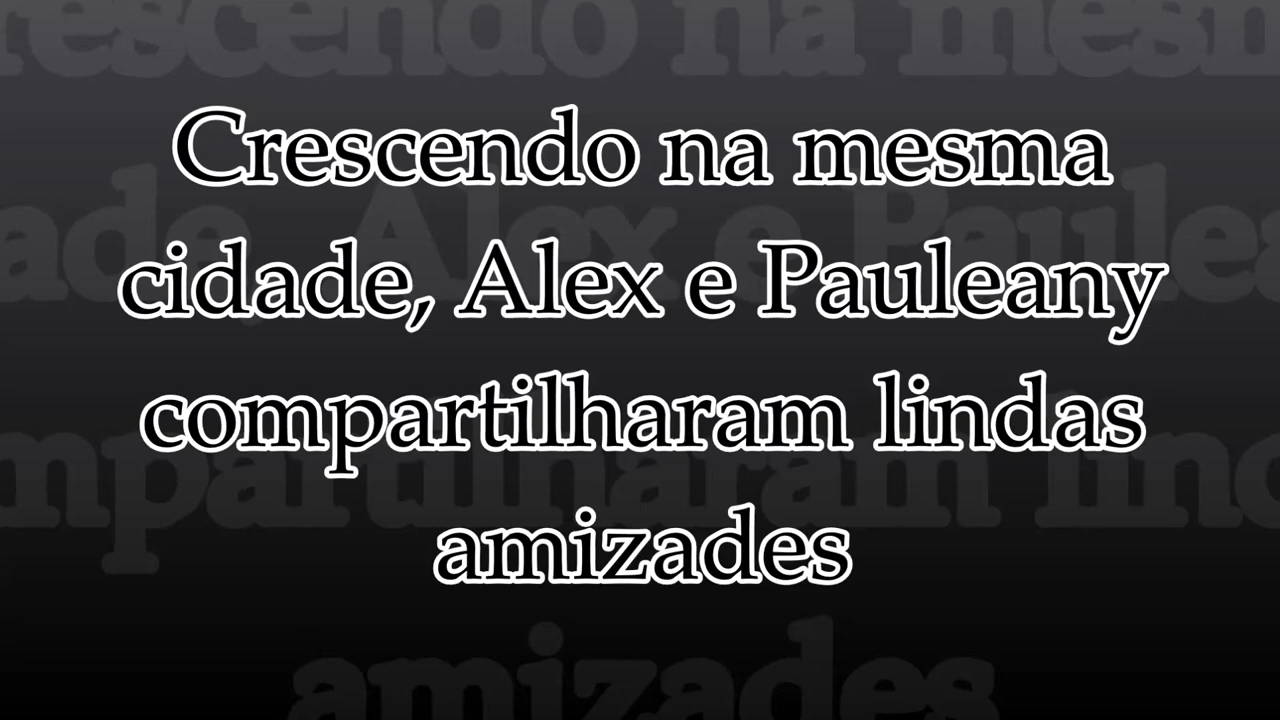 Crescendo na mesma
cidade, Alex e Pauleany
compartilharam lindas
amizades